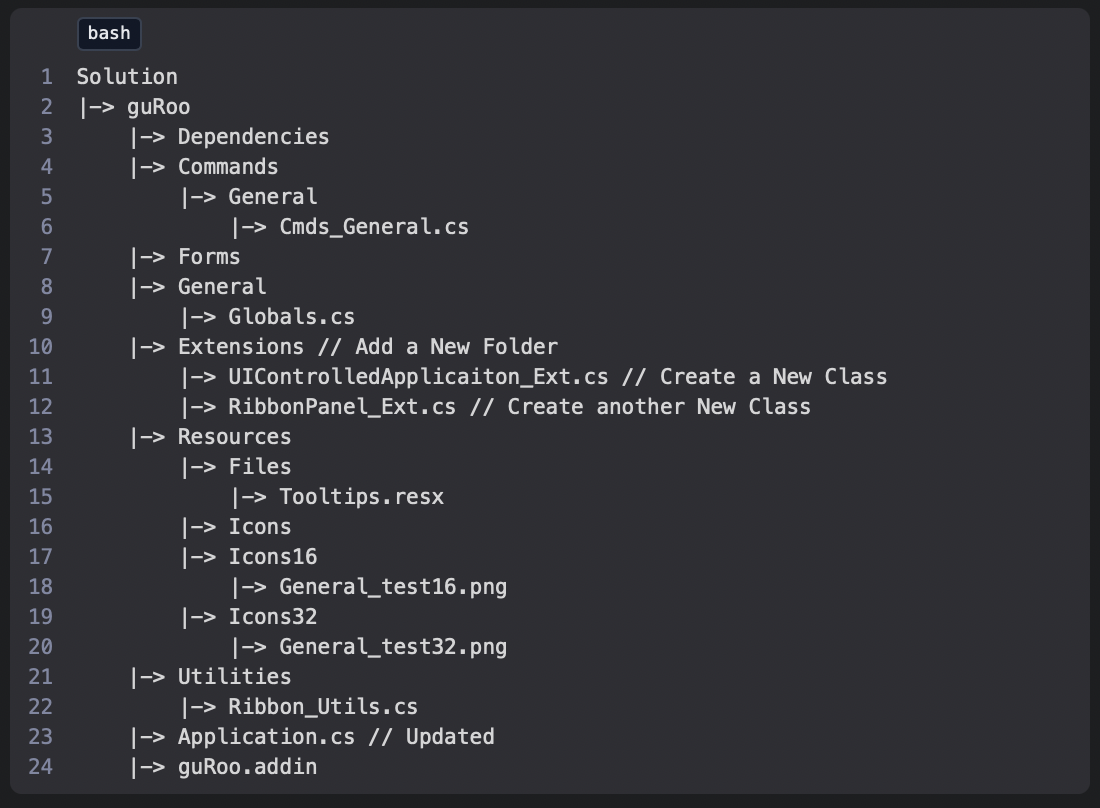 bash
1 Solution
2 |-> guRoo
3     |-> Dependencies
4     |-> Commands
5         |-> General
6             |-> Cmds_General.cs
7     |-> Forms
8     |-> General
9         |-> Globals.cs
10     |-> Extensions // Add a New Folder
11         |-> UIControlledApplicaiton_Ext.cs // Create a New Class
12         |-> RibbonPanel_Ext.cs // Create another New Class
13     |-> Resources
14         |-> Files
15             |-> Tooltips.resx
16         |-> Icons
17         |-> Icons16
18             |-> General_test16.png
19         |-> Icons32
20             |-> General_test32.png
21     |-> Utilities
22         |-> Ribbon_Utils.cs
23     |-> Application.cs // Updated
24     |-> guRoo.addin